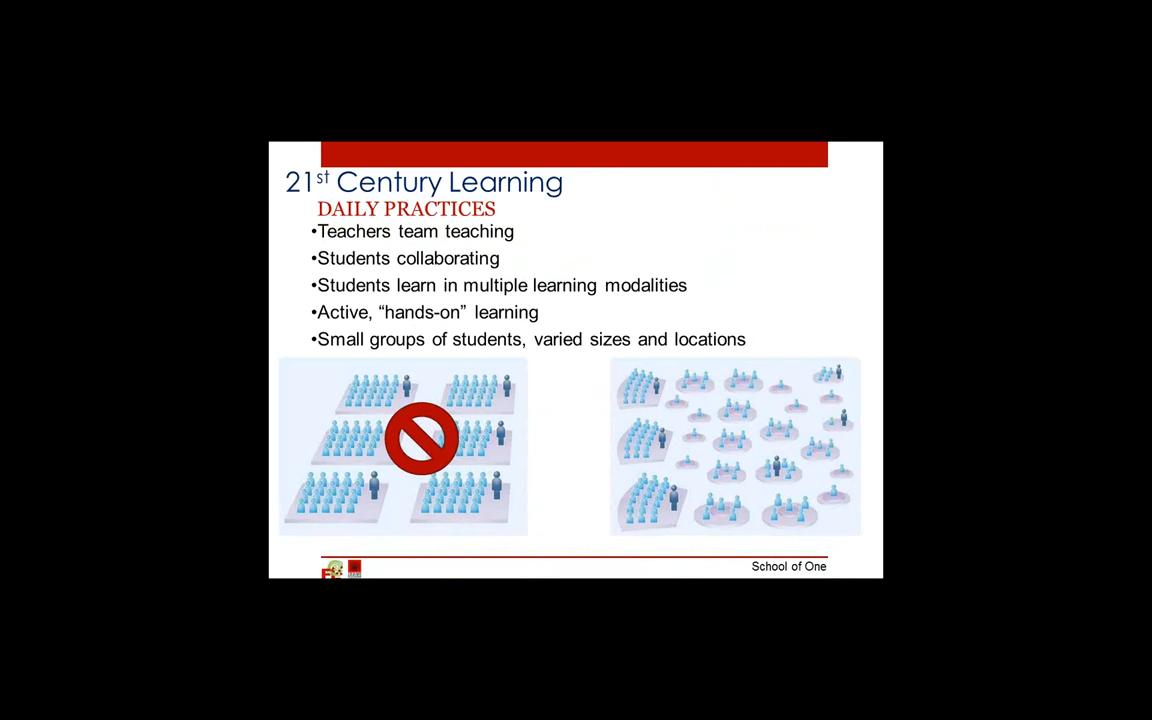 21st Century Learning
DAILY PRACTICES
•Teachers team teaching
•Students collaborating
•Students learn in multiple learning modalities
•Active, “hands-on” learning
•Small groups of students, varied sizes and locations
School of One